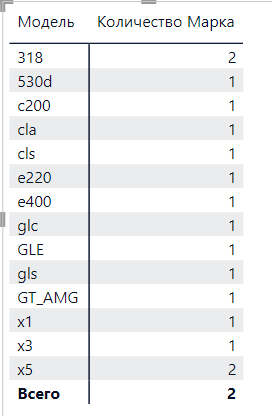 Модель Количество Марка
318 2
530d 1
c200 1
cla 1
cls 1
e220 1
e400 1
glc 1
GLE 1
gls 1
GT_AMG 1
x1 1
x3 1
x5 2
Всего 2